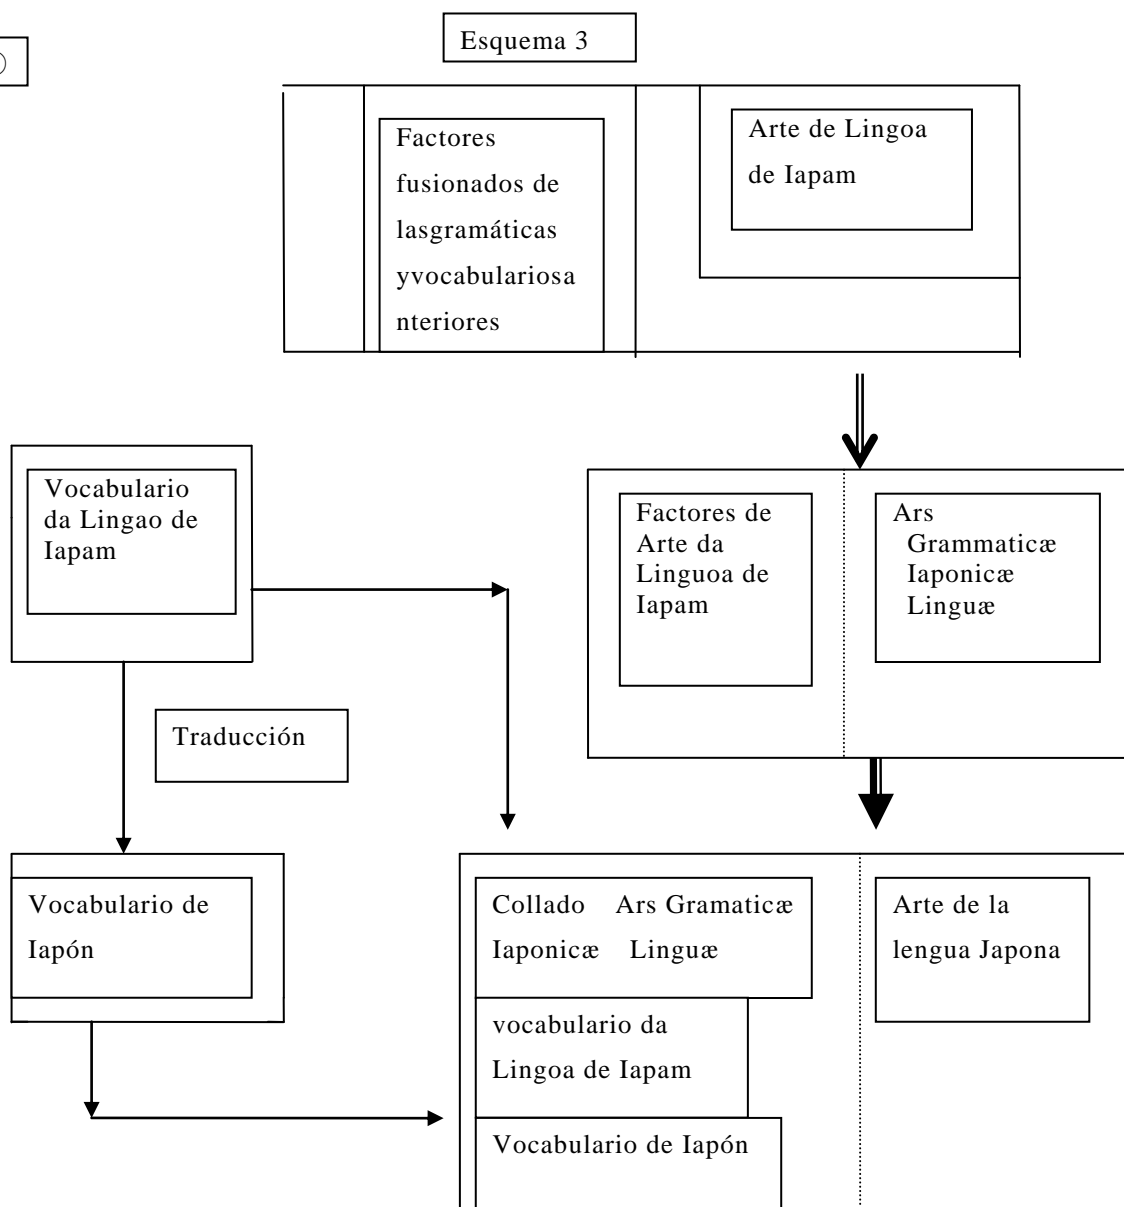 Esquema 3
Factores
fusionados de
lasgramáticas
yvocabulariosa
nteriores
Arte de Lingoa
de Iapam
Vocabulario
da Lingao de
Iapam
Factores de
Arte da
Linguoa de
Iapam
Ars
Grammaticæ
Iaponicæ
Linguæ
Traducción
Vocabulario de
Iapón
Collado Ars Gramaticæ
Iaponicæ Linguæ
vocabulario da
Lingoa de Iapam
Vocabulario de Iapón
Arte de la
lengua Japona